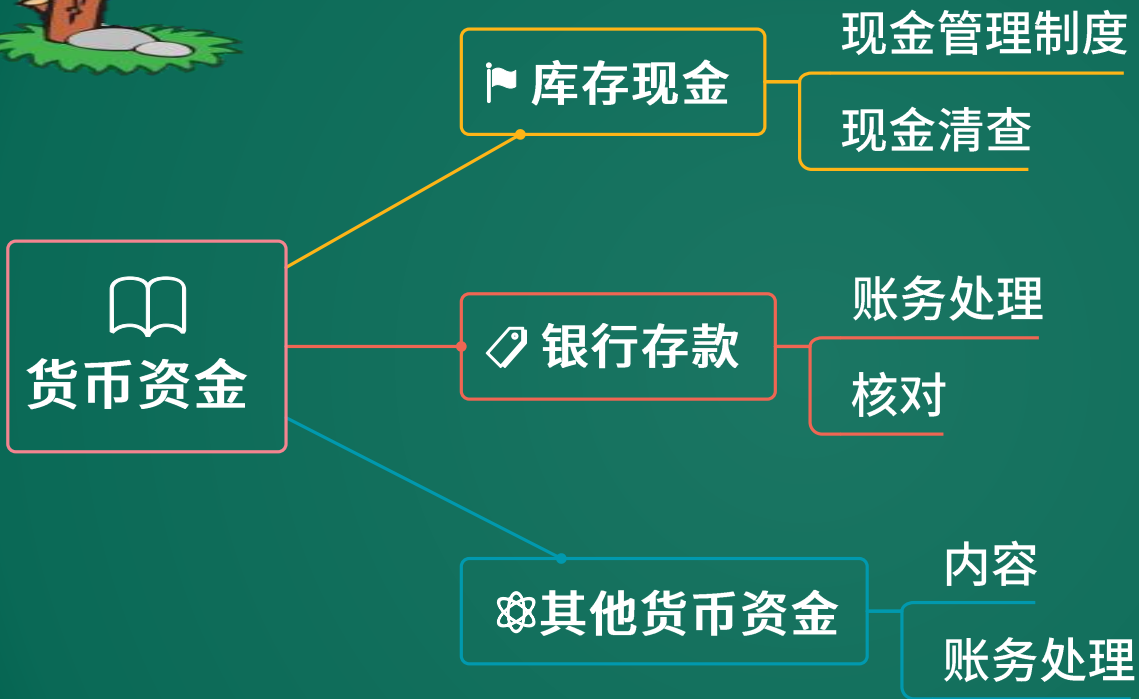 现金管理制度
库存现金
现金清查
账务处理
货币资金
银行存款
核对
内容
其他货币资金
账务处理